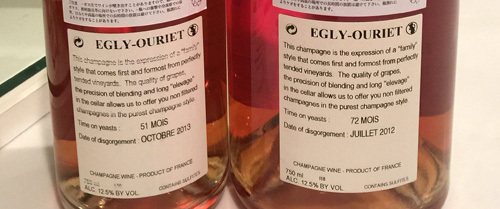 EGLY-OURIET
This champagne is the expression of a "family"
style that comes first and formost from perfectly
tended vineyards. The quality of grapes,
the precision of blending and long "elevage"
in the cellar allows to offer you non filtered
champagnes in the purest champagne style
Time on yeasts : 51 MOIS
Date of disgorgement : OCTOBRE 2013
CHAMPAGNE WINE - PRODUCT OF FRANCE
750 ml
ALC. 12.5% BY VOL.
CONTAINS SULFITES
EGLY-OURIET
This champagne is the expression of a "family"
style that comes first and formost from perfectly
tended vineyards. The quality of grapes,
the precision of blending and long "elevage"
in the cellar allow to offer you non filtered
champagnes in the purest champagne style
Time on yeasts : 72 MOIS
Date of disgorgement : JUILLET 2012
CHAMPAGNE WINE - PRODUCT OF FRANCE
750 ml
ALC. 12.5% BY VOL.
CONTAINS SULFITES